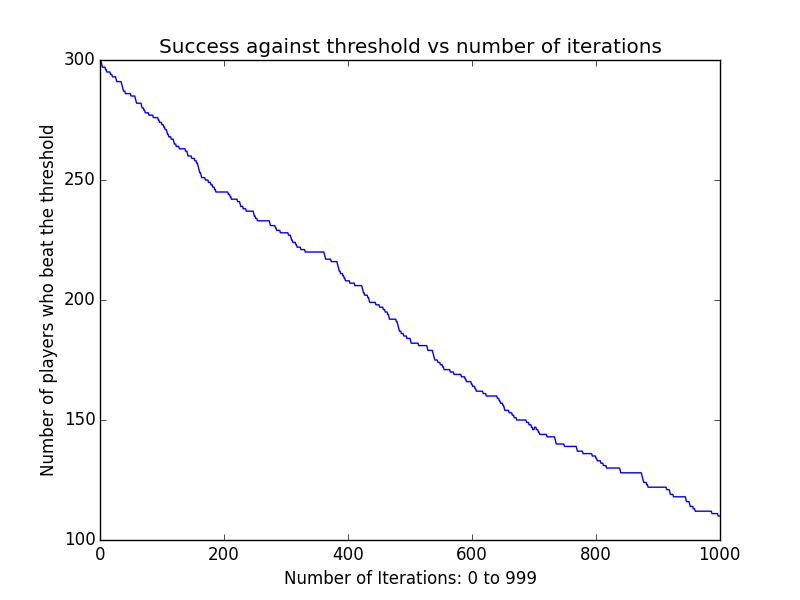 Success against threshold vs number of iterations
300
250
200
150
100
Number of players who beat the threshold
0 200 400 600 800 1000
Number of Iterations: 0 to 999